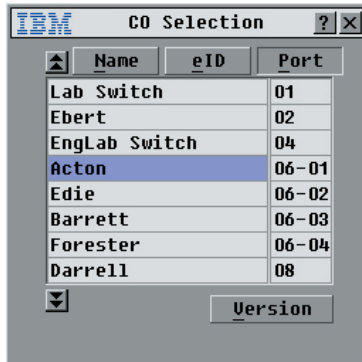 IBM CO Selection ? ×
Name eID Port
Lab Switch 01
Ebert 02
EngLab Switch 04
Acton 06-01
Edie 06-02
Barrett 06-03
Forester 06-04
Darrell 08
Version